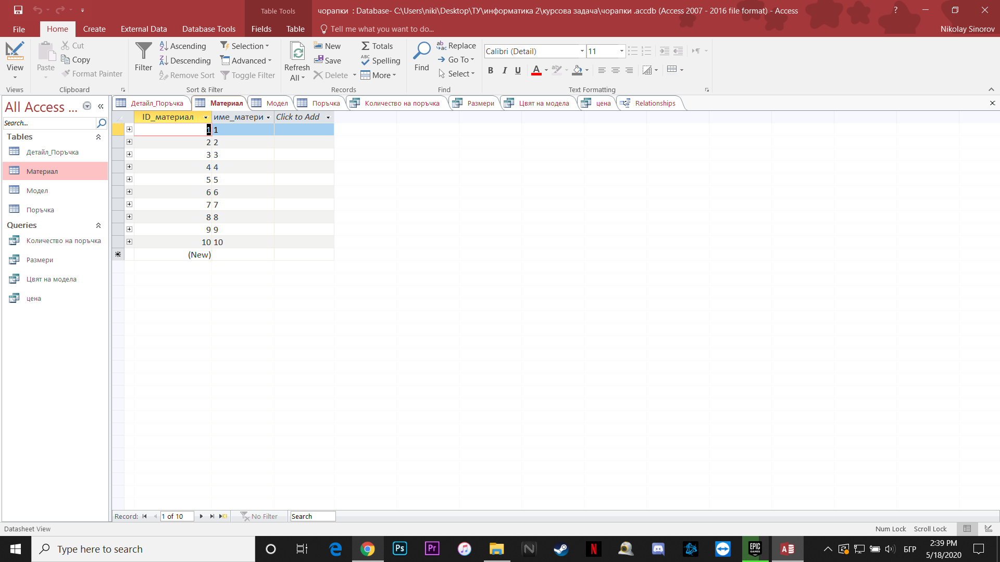 Table Tools
чорапки : Database- C:\Users\niki\Desktop\ТУ\информатика 2\курсова задача\чорапки .accdb (Access 2007 - 2016 file format) - Access
?
File
Home
Create
External Data
Database Tools
Fields
Table
Tell me what you want to do...
Nikolay Sinorov
View
Views
Paste
Cut
Copy
Format Painter
Clipboard
Filter
Ascending
Descending
Remove Sort
Selection
Advanced
Toggle Filter
Sort & Filter
Refresh
All
New
Save
Delete
Totals
Spelling
More
Records
Find
Replace
Go To
Select
Find
Calibri (Detail)
11
B I U A
Text Formatting
All Access ...
Search...
Tables
Детайл_Поръчка
Материал
Модел
Поръчка
Queries
Количество на поръчка
Размери
Цвят на модела
цена
Детайл_Поръчка
Материал
Модел
Поръчка
Количество на поръчка
Размери
Цвят на модела
цена
Relationships
ID_материал име_матери Click to Add
1 1
2 2
3 3
4 4
5 5
6 6
7 7
8 8
9 9
10 10
(New)
Record: 1 of 10 No Filter Search
Datasheet View
Num Lock Scroll Lock
Type here to search
Ps
Pr
N
N
EPIC
GAMES
A
БГР
2:39 PM
5/18/2020